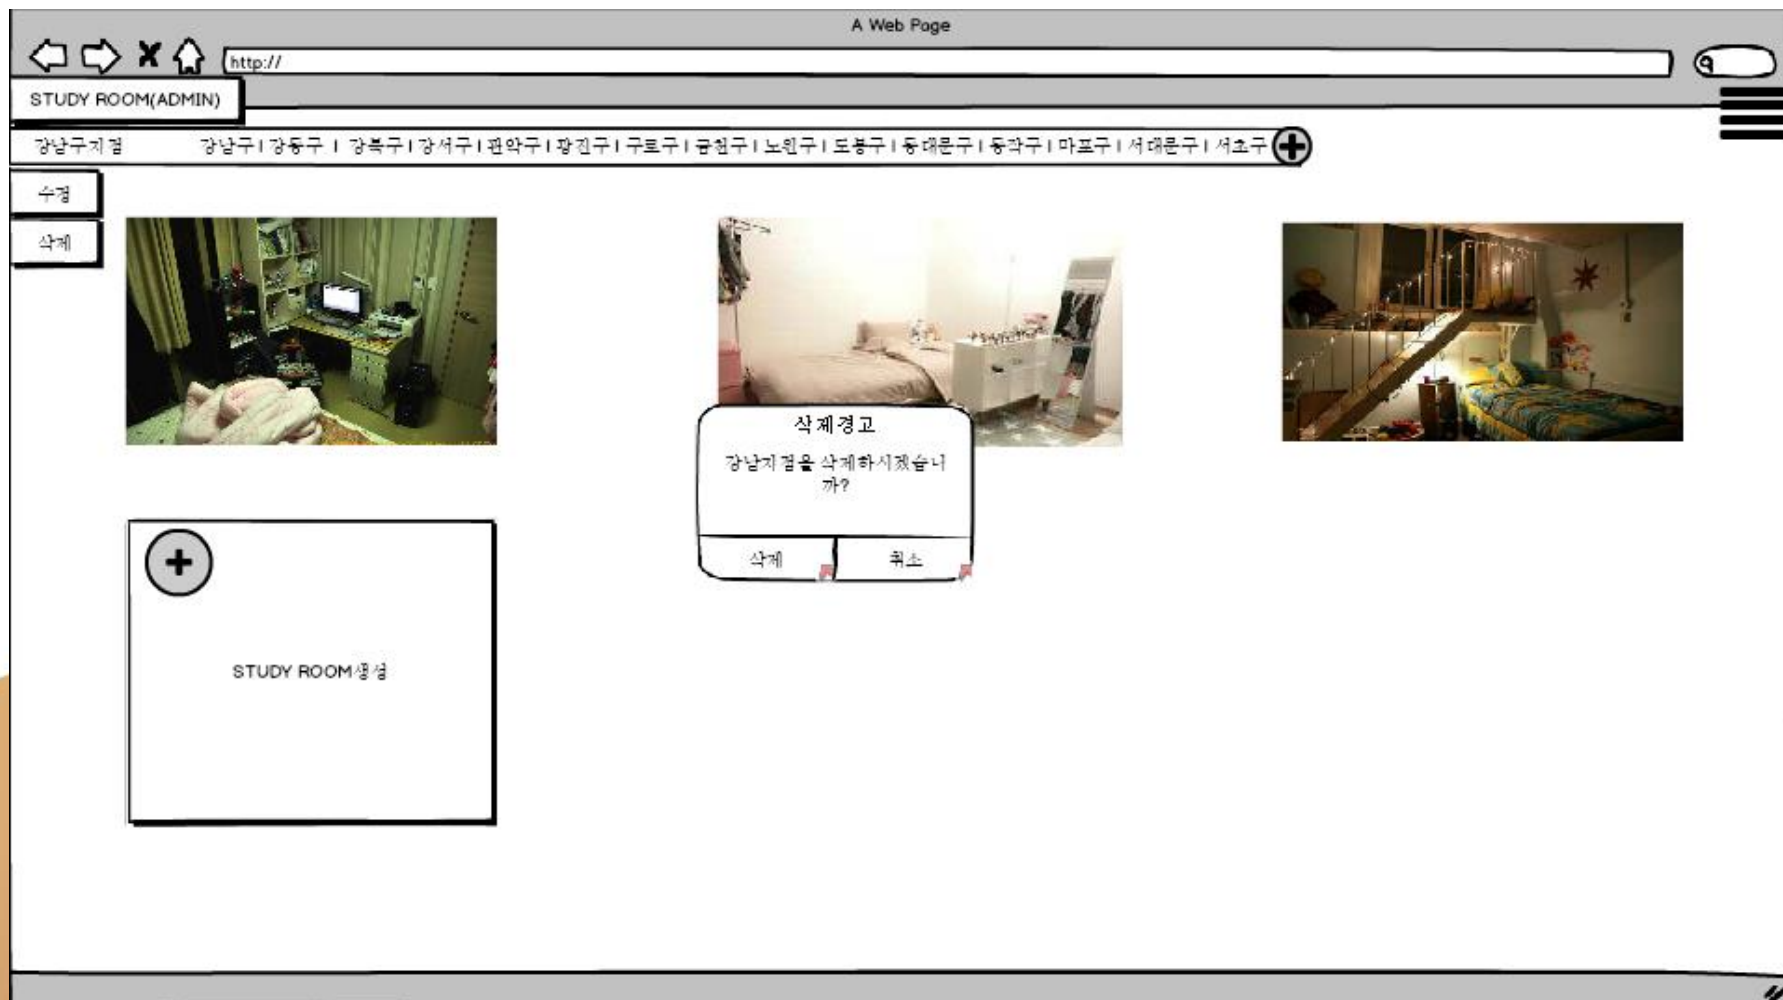 A Web Page
http://
STUDY ROOM(ADMIN)
강남구지점 강남구 | 강동구 | 강북구 | 강서구 | 관악구 | 황진구 | 구로구 | 금천구 | 노원구 | 도봉구 | 동대문구 | 동작구 | 마포구 | 서대문구 | 서초구
수정
삭제
삭제경고
강남지점을 삭제하시겠습니
까?
삭제 취소
STUDY ROOM생성